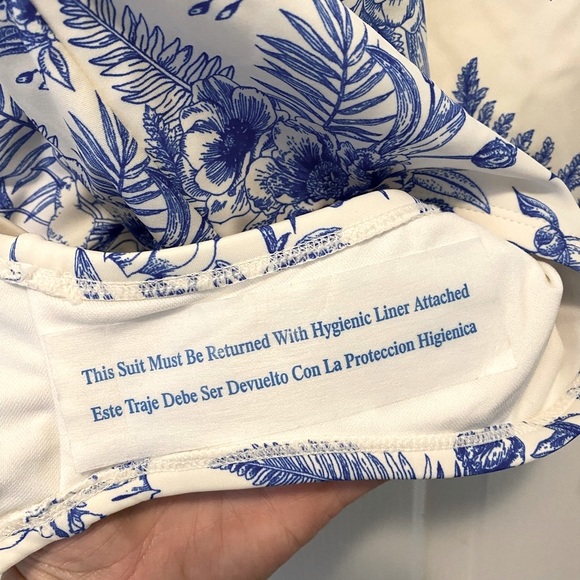 This Suit Must Be Returned With Hygienic Liner Attached
Este Traje Debe Ser Devuelto Con La Proteccion Higienica